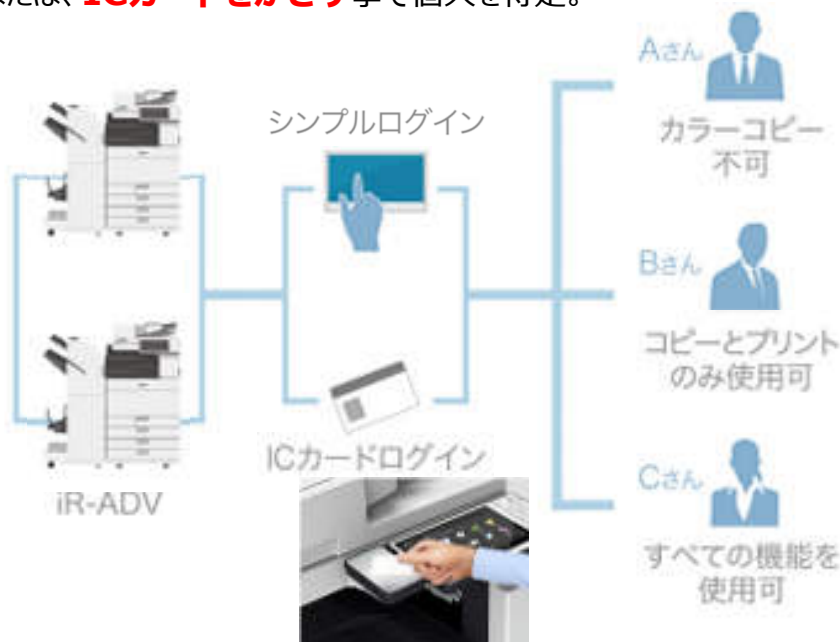 または、ICカードをかざす事で個人を特定。
シンプルログイン
ICカードログイン
iR-ADV
Aさん
カラーコピー
不可
Bさん
コピーとプリント
のみ使用可
Cさん
すべての機能を
使用可